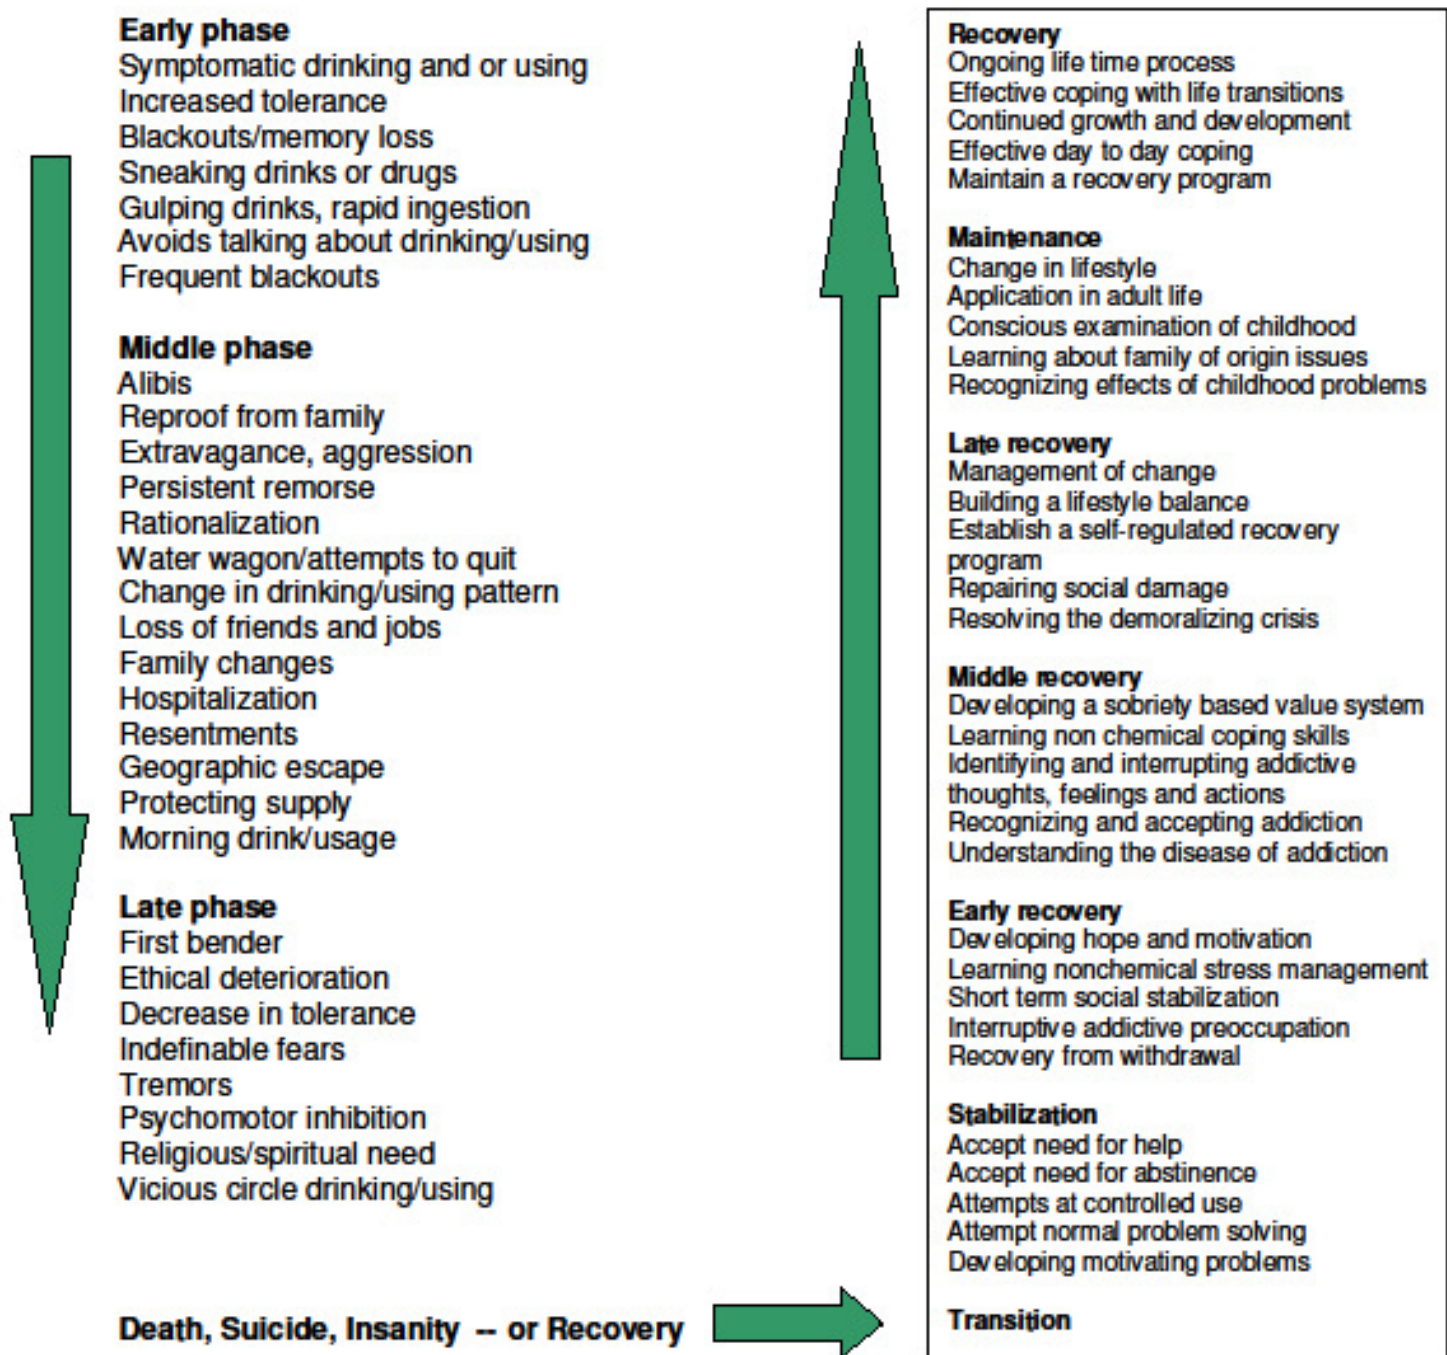 Early phase
Symptomatic drinking and or using
Increased tolerance
Blackouts/memory loss
Sneaking drinks or drugs
Gulping drinks, rapid ingestion
Avoids talking about drinking/using
Frequent blackouts
Middle phase
Alibis
Reproof from family
Extravagance, aggression
Persistent remorse
Rationalization
Water wagon/attempts to quit
Change in drinking/using pattern
Loss of friends and jobs
Family changes
Hospitalization
Resentments
Geographic escape
Protecting supply
Morning drink/usage
Late phase
First bender
Ethical deterioration
Decrease in tolerance
Indefinable fears
Tremors
Psychomotor inhibition
Religious/spiritual need
Vicious circle drinking/using
Death, Suicide, Insanity -- or Recovery
Recovery
Ongoing life time process
Effective coping with life transitions
Continued growth and development
Effective day to day coping
Maintain a recovery program
Maintenance
Change in lifestyle
Application in adult life
Conscious examination of childhood
Learning about family of origin issues
Recognizing effects of childhood problems
Late recovery
Management of change
Building a lifestyle balance
Establish a self-regulated recovery
program
Repairing social damage
Resolving the demoralizing crisis
Middle recovery
Developing a sobriety based value system
Learning non chemical coping skills
Identifying and interrupting addictive
thoughts, feelings and actions
Recognizing and accepting addiction
Understanding the disease of addiction
Early recovery
Developing hope and motivation
Learning nonchemical stress management
Short term social stabilization
Interruptive addictive preoccupation
Recovery from withdrawal
Stabilization
Accept need for help
Accept need for abstinence
Attempts at controlled use
Attempt normal problem solving
Developing motivating problems
Transition